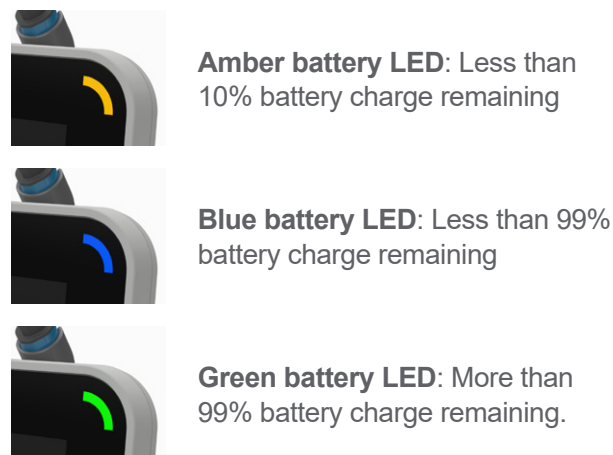 Amber battery LED: Less than
10% battery charge remaining
Blue battery LED: Less than 99%
battery charge remaining
Green battery LED: More than
99% battery charge remaining.